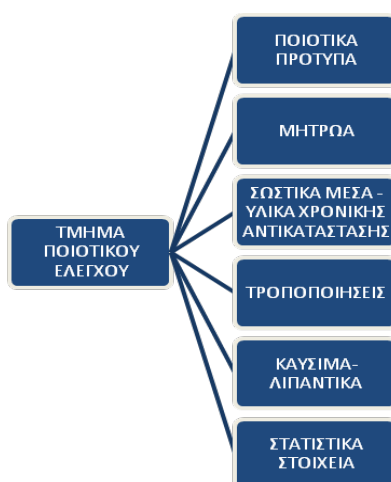 ΠΟΙΟΤΙΚΑ
ΠΡΟΤΥΠΑ
ΜΗΤΡΩΑ
ΣΩΣΤΙΚΑ ΜΕΣΑ -
ΥΛΙΚΑ ΧΡΟΝΙΚΗΣ
ΑΝΤΙΚΑΤΑΣΤΑΣΗΣ
ΤΜΗΜΑ
ΠΟΙΟΤΙΚΟΥ
ΕΛΕΓΧΟΥ
ΤΡΟΠΟΠΟΙΗΣΕΙΣ
ΚΑΥΣΙΜΑ-
ΛΙΠΑΝΤΙΚΑ
ΣΤΑΤΙΣΤΙΚΑ
ΣΤΟΙΧΕΙΑ